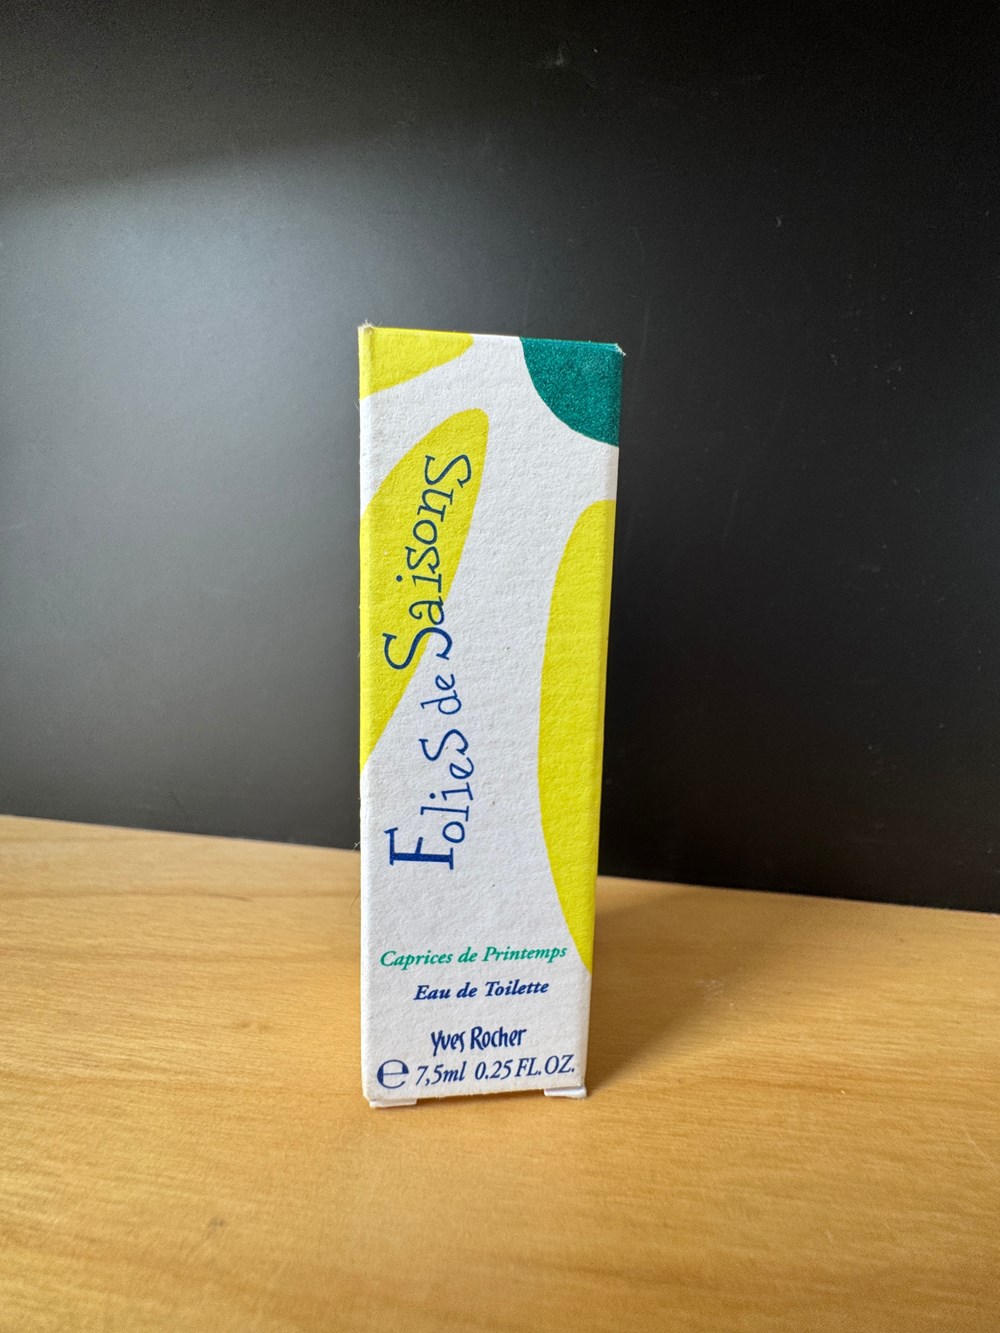 Folies de Saisons
Caprices de Printemps
Eau de Toilette
Yves Rocher
℮ 7,5ml 0.25 FL.OZ.